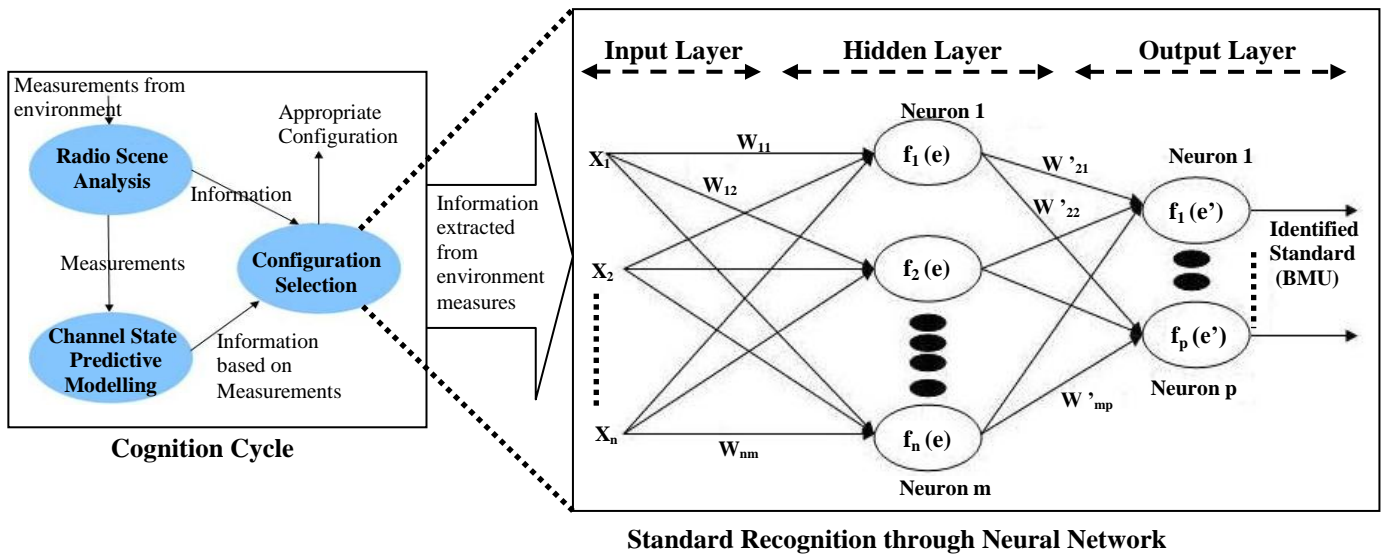 Measurements from
environment
Radio Scene
Analysis
Information
Appropriate
Configuration
Measurements
Configuration
Selection
Channel State
Predictive
Modelling
Information
based on
Measurements
Cognition Cycle
Information
extracted
from
environment
measures
Input Layer
Hidden Layer
Output Layer
X1
X2
Xn
W11
W12
Wnm
Neuron 1
f1 (e)
f2 (e)
fn (e)
Neuron m
W '21
W '22
W 'mp
Neuron 1
f1 (e’)
fp (e’)
Neuron p
Identified
Standard
(BMU)
Standard Recognition through Neural Network